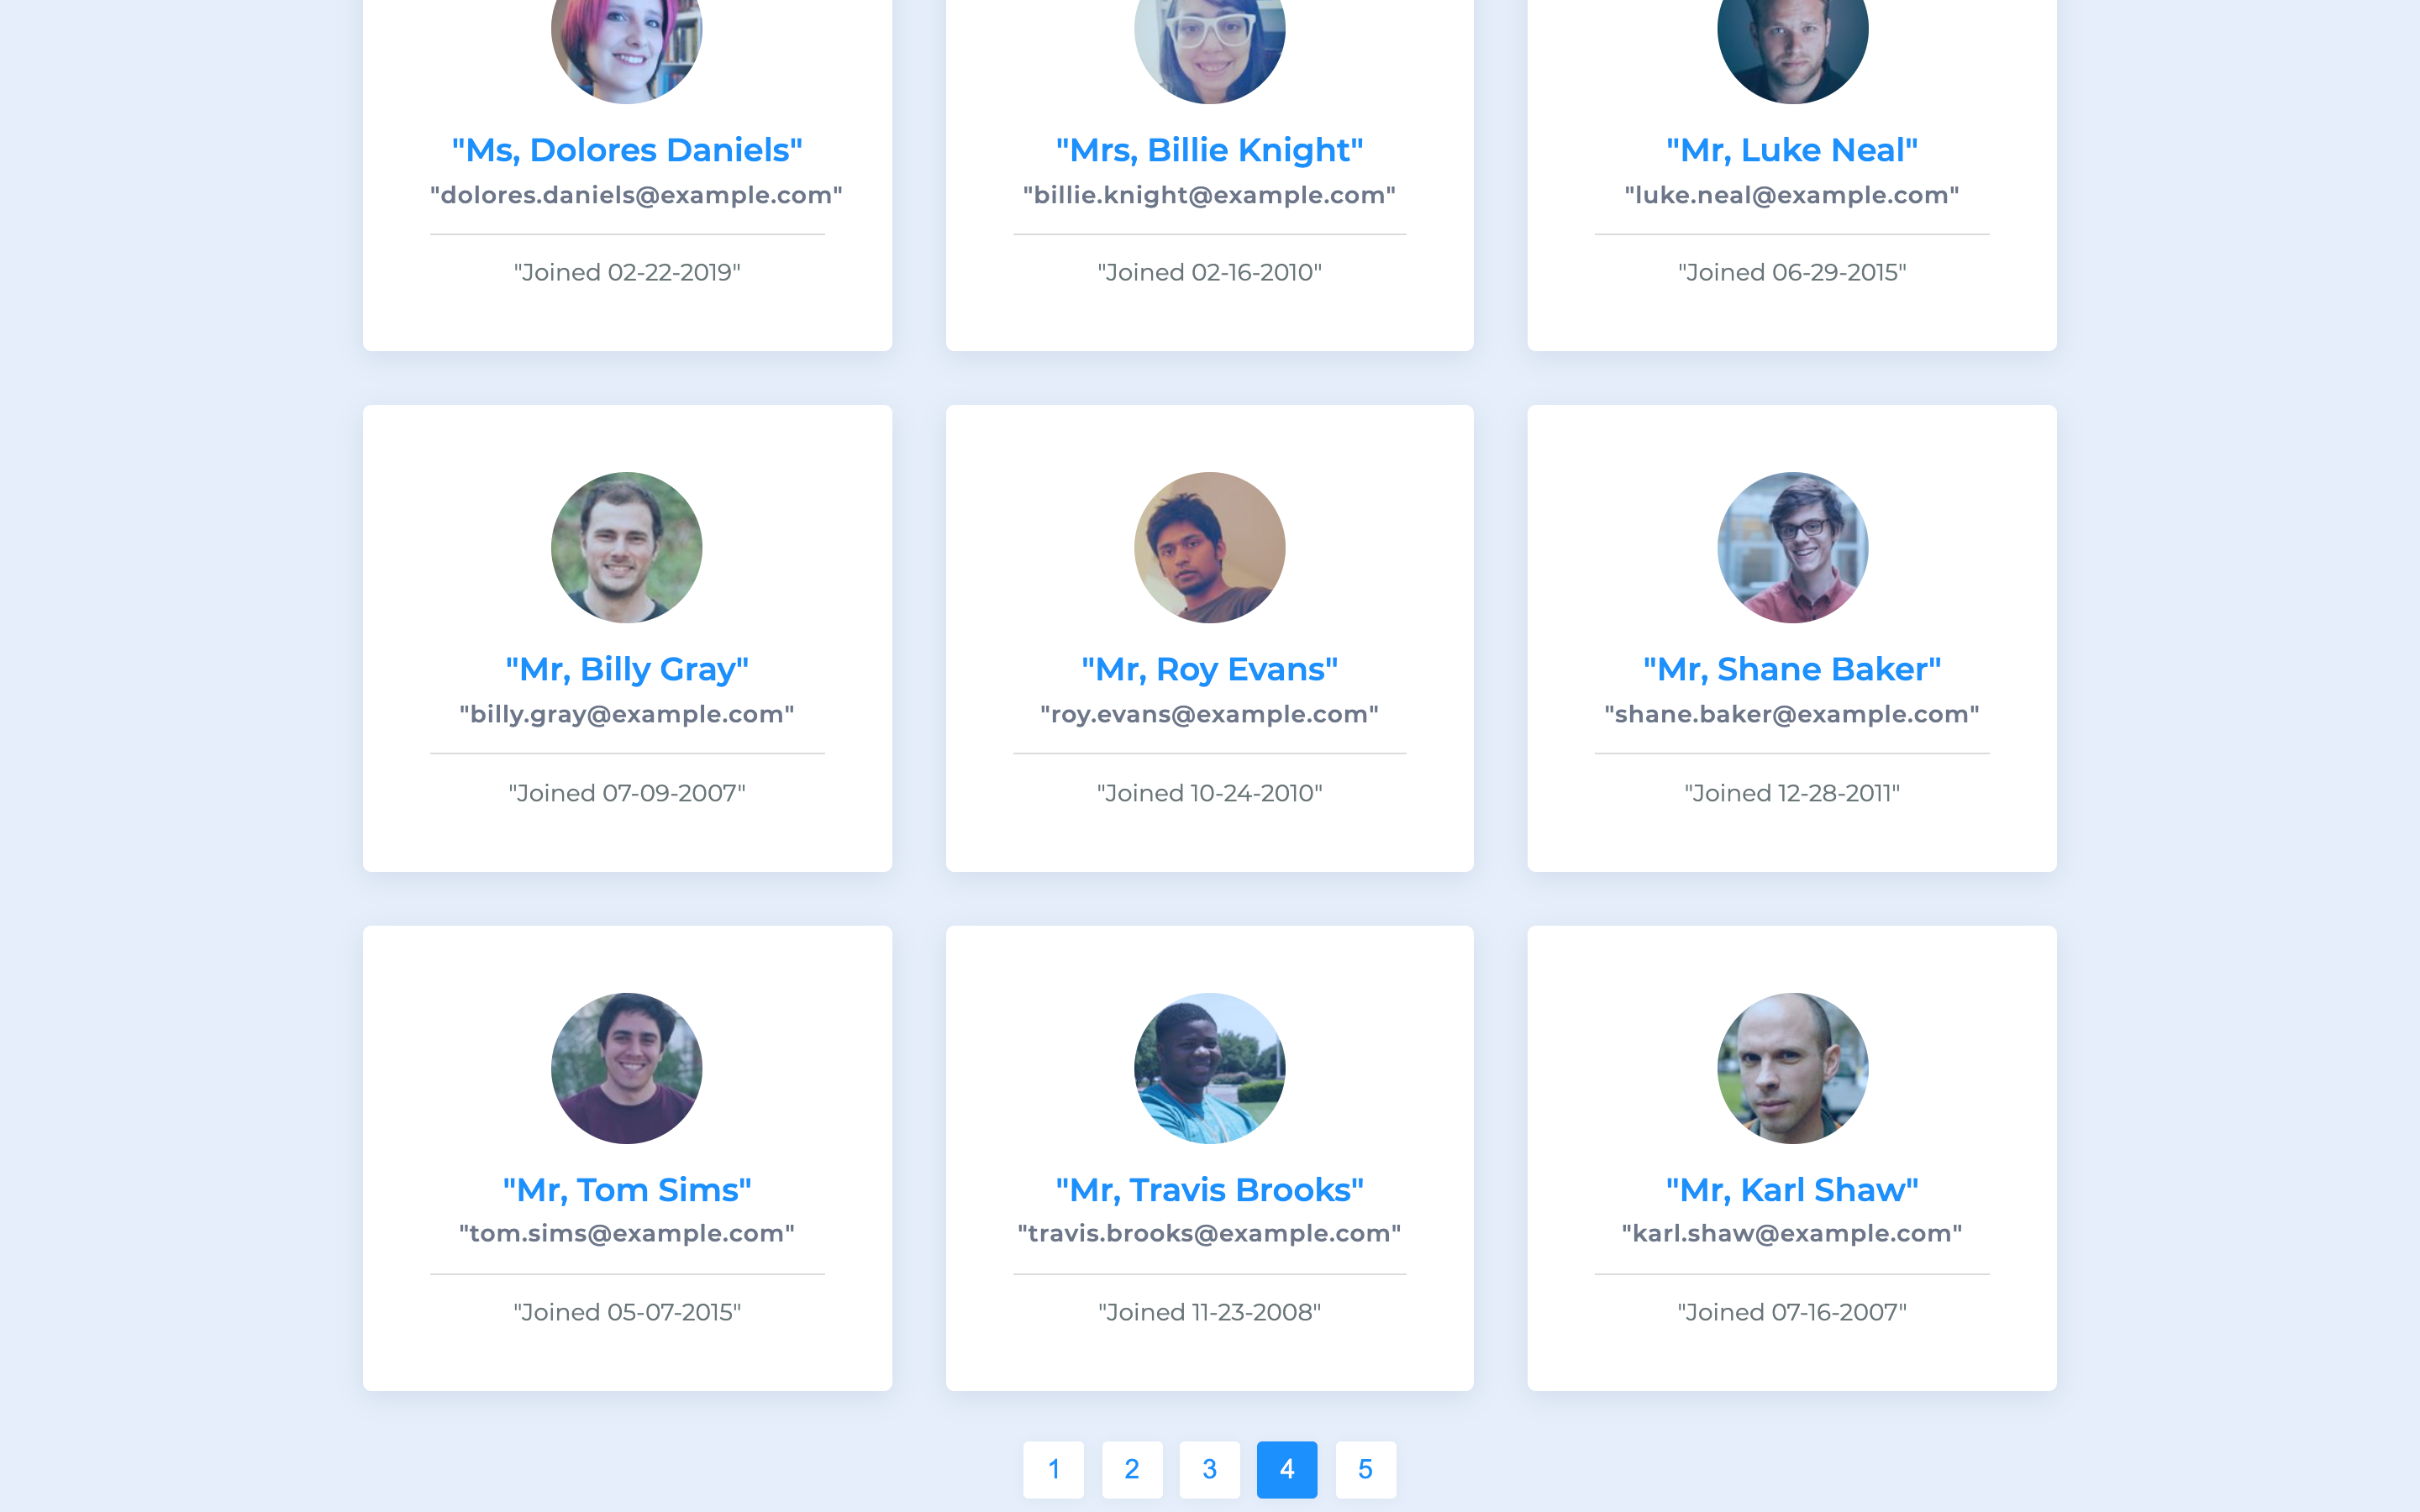 "Ms, Dolores Daniels"
"dolores.daniels@example.com"
"Joined 02-22-2019"
"Mrs, Billie Knight"
"billie.knight@example.com"
"Joined 02-16-2010"
"Mr, Luke Neal"
"luke.neal@example.com"
"Joined 06-29-2015"
"Mr, Billy Gray"
"billy.gray@example.com"
"Joined 07-09-2007"
"Mr, Roy Evans"
"roy.evans@example.com"
"Joined 10-24-2010"
"Mr, Shane Baker"
"shane.baker@example.com"
"Joined 12-28-2011"
"Mr, Tom Sims"
"tom.sims@example.com"
"Joined 05-07-2015"
"Mr, Travis Brooks"
"travis.brooks@example.com"
"Joined 11-23-2008"
"Mr, Karl Shaw"
"karl.shaw@example.com"
"Joined 07-16-2007"
1 2 3 4 5